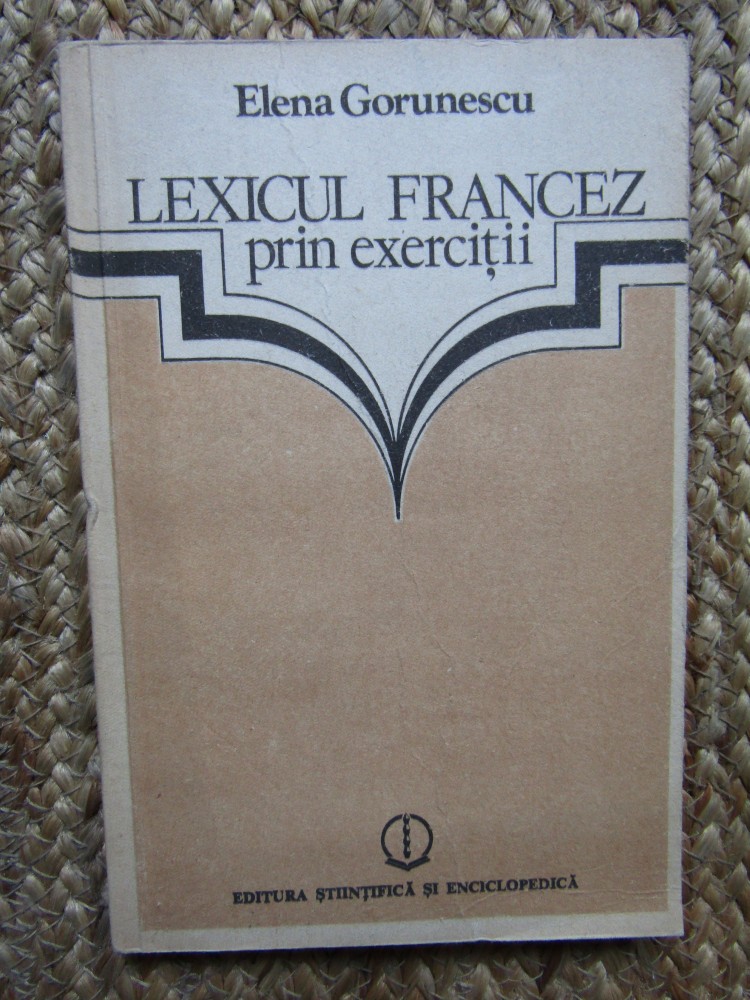 Elena Gorunescu
LEXICUL FRANCEZ
prin exerciții
EDITURA ȘTIINȚIFICĂ ȘI ENCICLOPEDICĂ